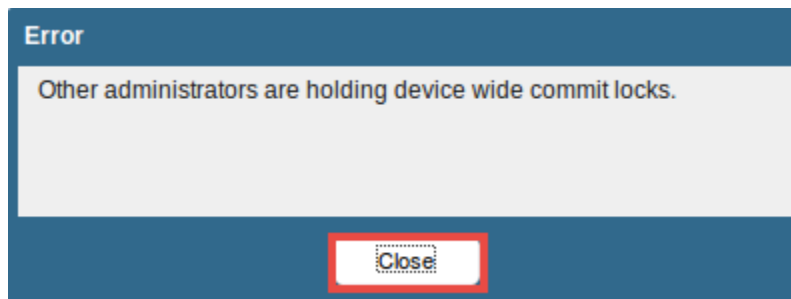 Error
Other administrators are holding device wide commit locks.
Close